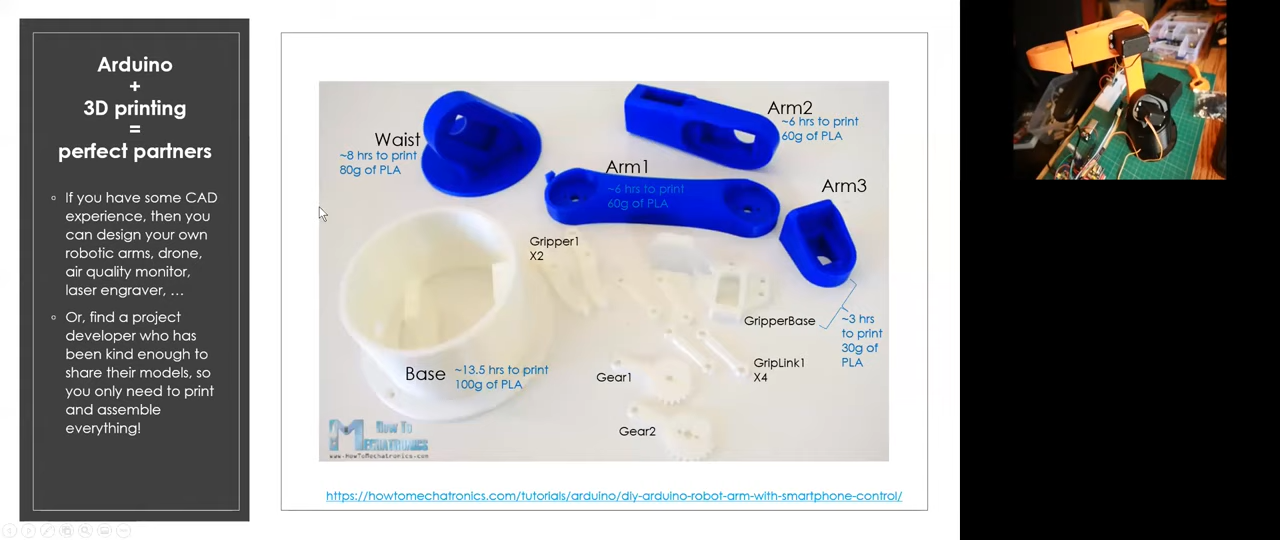 Arduino
+
3D printing
=
perfect partners
◦ If you have some CAD
experience, then you
can design your own
robotic arms, drone,
air quality monitor,
laser engraver, …
◦ Or, find a project
developer who has
been kind enough to
share their models, so
you only need to print
and assemble
everything!
Waist
~8 hrs to print
80g of PLA
Arm2
~6 hrs to print
60g of PLA
Arm1
~6 hrs to print
60g of PLA
Arm3
Gripper1
X2
GripperBase
~3 hrs
to print
30g of
PLA
Base
~13.5 hrs to print
100g of PLA
Gear1
GripLink1
X4
Gear2
How To
Mechatronics
www.HowToMechatronics.com
https://howtomechatronics.com/tutorials/arduino/diy-arduino-robot-arm-with-smartphone-control/